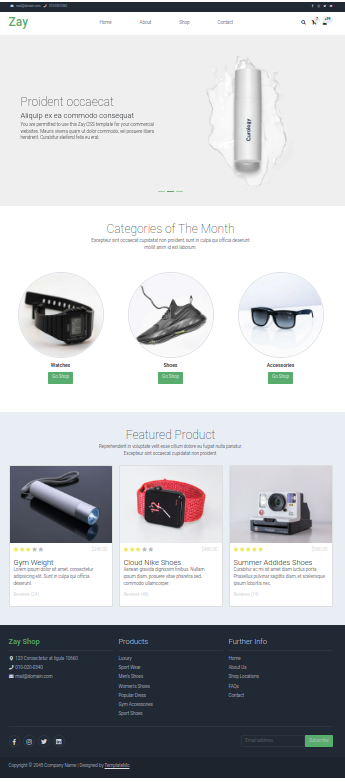 mail@domain.com 010-020-0340
Zay
Home About Shop Contact
Proident occaecat
Aliquip ex ea commodo consequat
You are permitted to use this Zay CSS template for your commercial
websites. Mauris viverra quam ut dolor commodo, vel posuere libero
hendrerit. Curabitur eleifend felis eu erat.
Curology
Categories of The Month
Excepteur sint occaecat cupidatat non proident, sunt in culpa qui officia deserunt
mollit anim id est laborum.
Watches
Shoes
Accessories
Go Shop
Go Shop
Go Shop
Featured Product
Reprehenderit in voluptate velit esse cillum dolore eu fugiat nulla pariatur.
Excepteur sint occaecat cupidatat non proident.
$240.00
Gym Weight
Lorem ipsum dolor sit amet, consectetur
adipiscing elit. Sunt in culpa qui officia
deserunt.
Reviews (24)
$480.00
Cloud Nike Shoes
Aenean gravida dignissim finibus. Nullam
ipsum diam, posuere vitae pharetra sed,
commodo ullamcorper.
Reviews (48)
$360.00
Summer Addides Shoes
Curabitur ac mi sit amet diam luctus porta.
Phasellus pulvinar sagittis diam, et scelerisque
ipsum lobortis nec.
Reviews (74)
Zay Shop
123 Consectetur at ligula 10660
010-020-0340
mail@domain.com
Products
Luxury
Sport Wear
Men's Shoes
Women's Shoes
Popular Dress
Gym Accessories
Sport Shoes
Further Info
Home
About Us
Shop Locations
FAQs
Contact
Email address Subscribe
Copyright © 2045 Company Name | Designed by TemplateMo